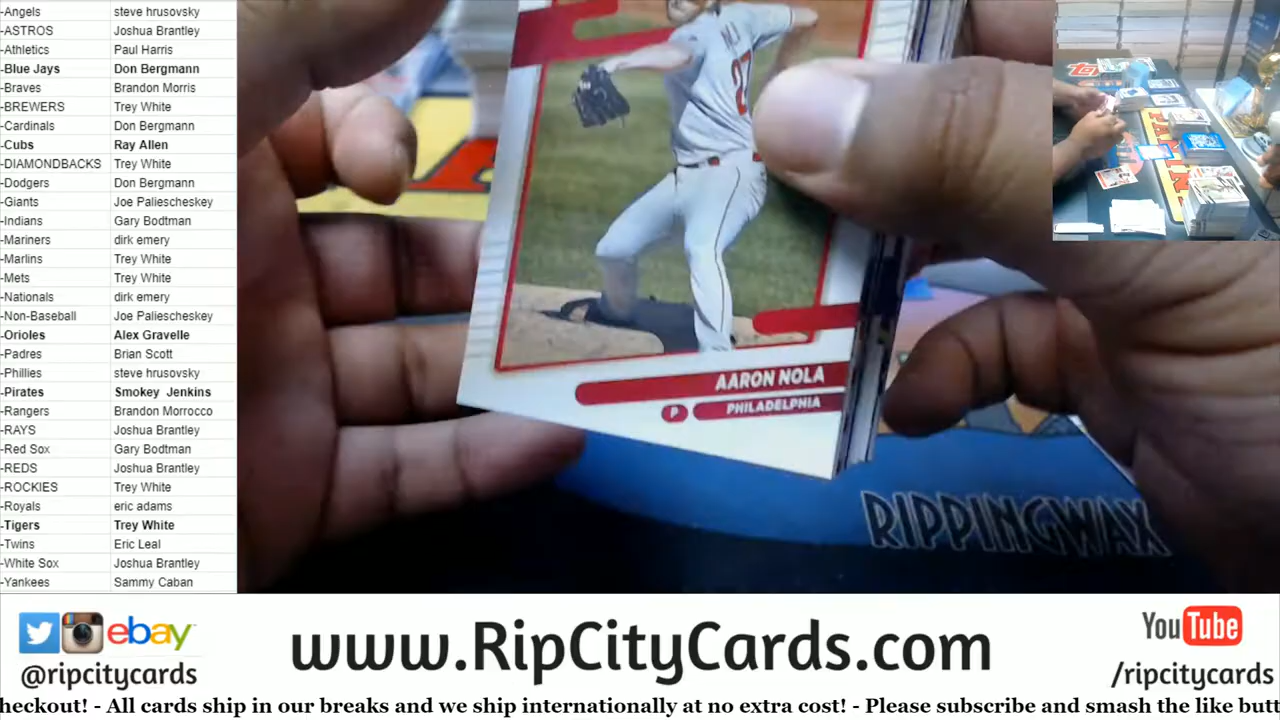 -Angels steve hrusovsky
-ASTROS Joshua Brantley
-Athletics Paul Harris
-Blue Jays Don Bergmann
-Braves Brandon Morris
-BREWERS Trey White
-Cardinals Don Bergmann
-Cubs Ray Allen
-DIAMONDBACKS Trey White
-Dodgers Don Bergmann
-Giants Joe Paliescheskey
-Indians Gary Bodtman
-Mariners dirk emery
-Marlins Trey White
-Mets Trey White
-Nationals dirk emery
-Non-Baseball Joe Paliescheskey
-Orioles Alex Gravelle
-Padres Brian Scott
-Phillies steve hrusovsky
-Pirates Smokey Jenkins
-Rangers Brandon Morrocco
-RAYS Joshua Brantley
-Red Sox Gary Bodtman
-REDS Joshua Brantley
-ROCKIES Trey White
-Royals eric adams
-Tigers Trey White
-Twins Eric Leal
-White Sox Joshua Brantley
-Yankees Sammy Caban
27
AARON NOLA
P PHILADELPHIA
RIPPINGWAX
ebay
@ripcitycards
www.RipCityCards.com
YouTube
/ripcitycards
heckout! - All cards ship in our breaks and we ship internationally at no extra cost! - Please subscribe and smash the like butt